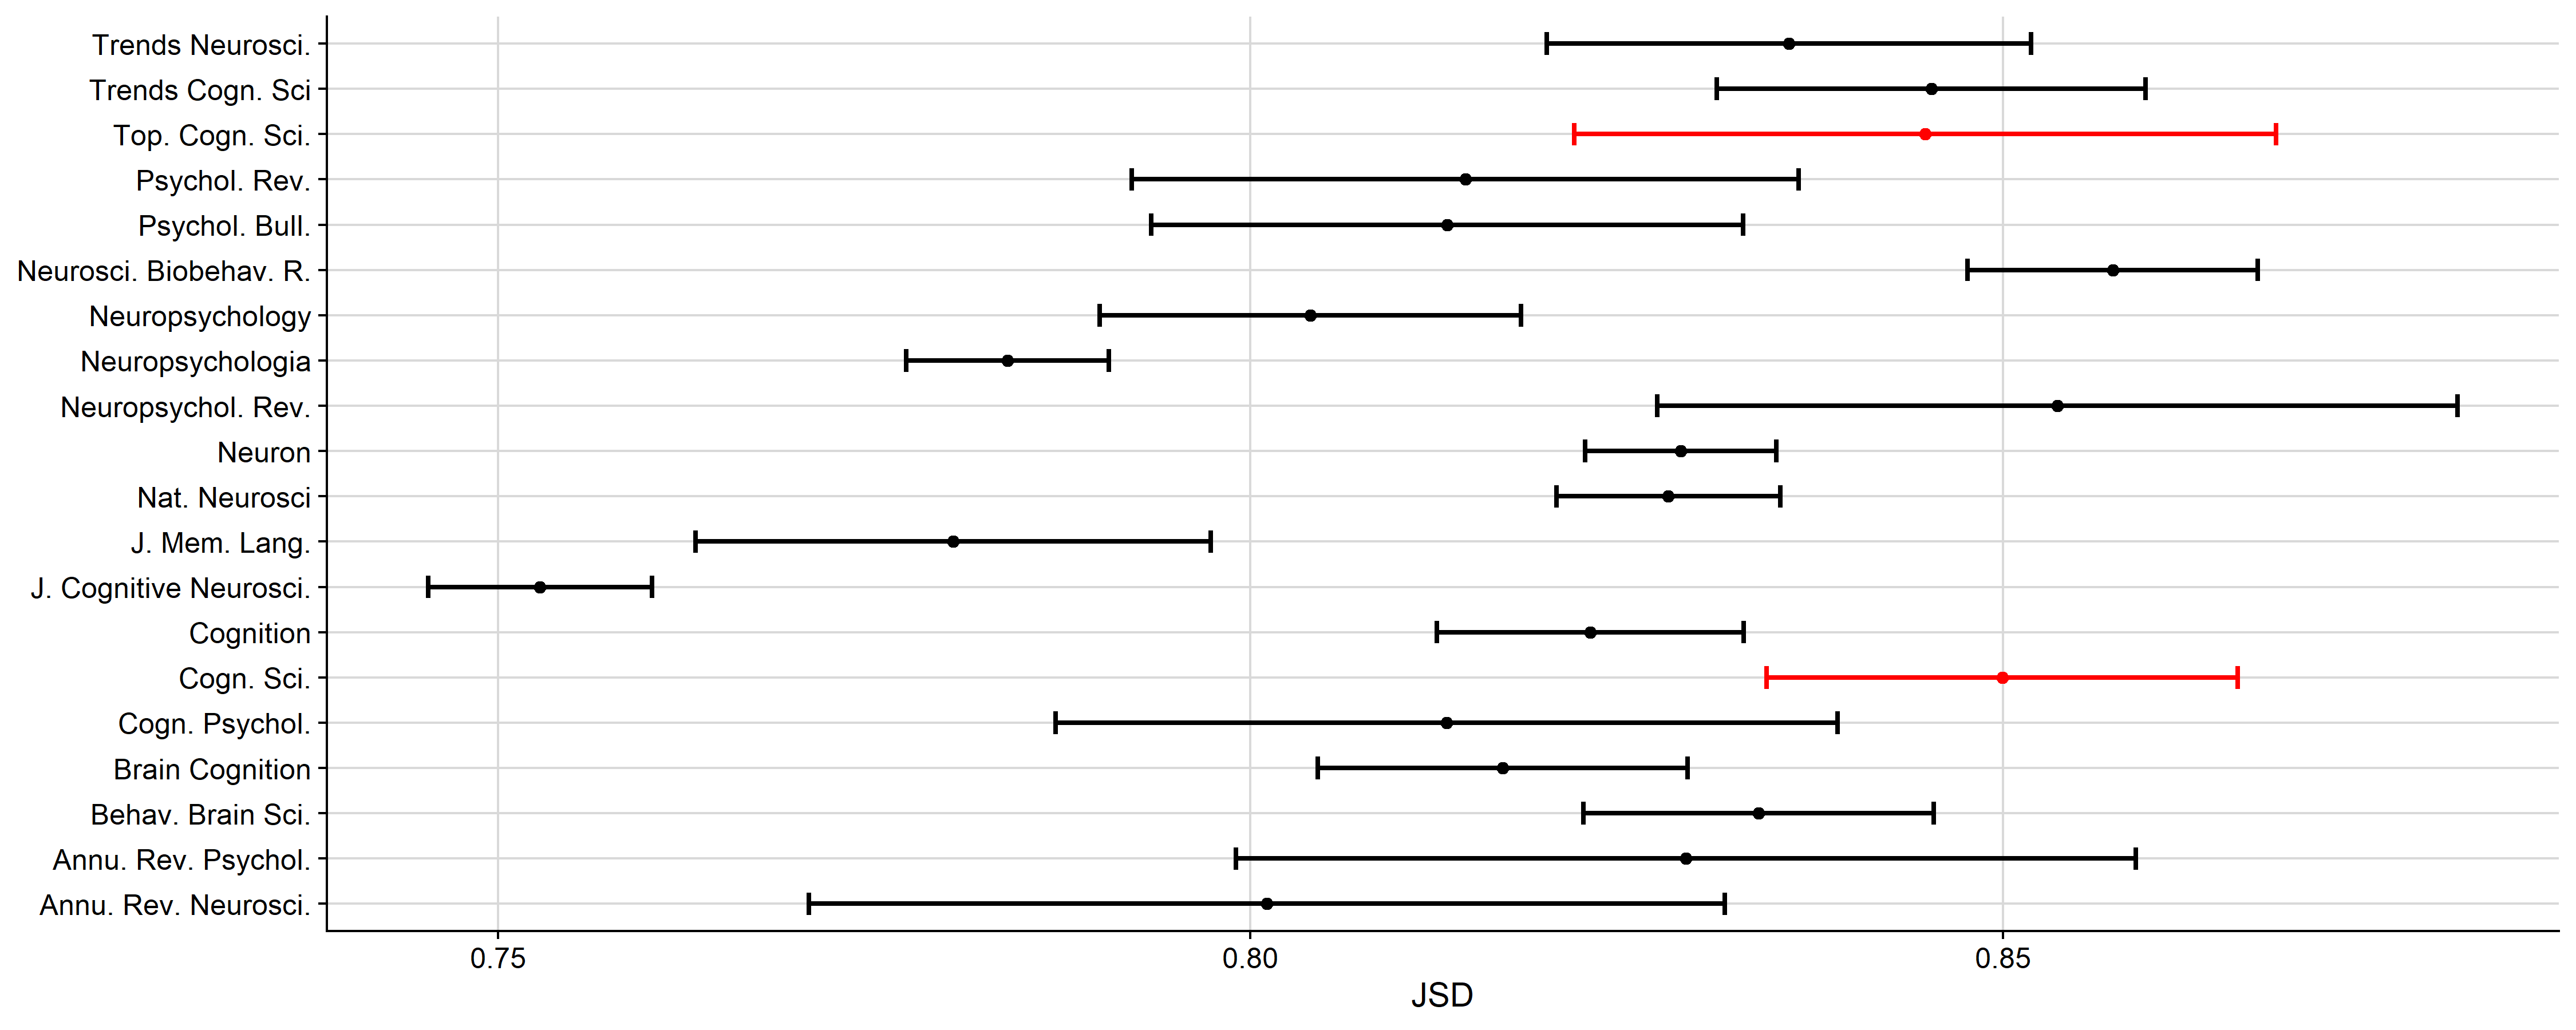 Trends Neurosci.
Trends Cogn. Sci
Top. Cogn. Sci.
Psychol. Rev.
Psychol. Bull.
Neurosci. Biobehav. R.
Neuropsychology
Neuropsychologia
Neuropsychol. Rev.
Neuron
Nat. Neurosci
J. Mem. Lang.
J. Cognitive Neurosci.
Cognition
Cogn. Sci.
Cogn. Psychol.
Brain Cognition
Behav. Brain Sci.
Annu. Rev. Psychol.
Annu. Rev. Neurosci.
0.75 0.80 0.85
JSD